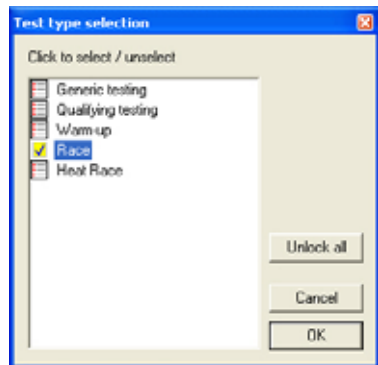 Test type selection
Click to select / unselect
Generic testing
Qualifying testing
Warm-up
Race
Heat Race
Unlock all
Cancel
OK